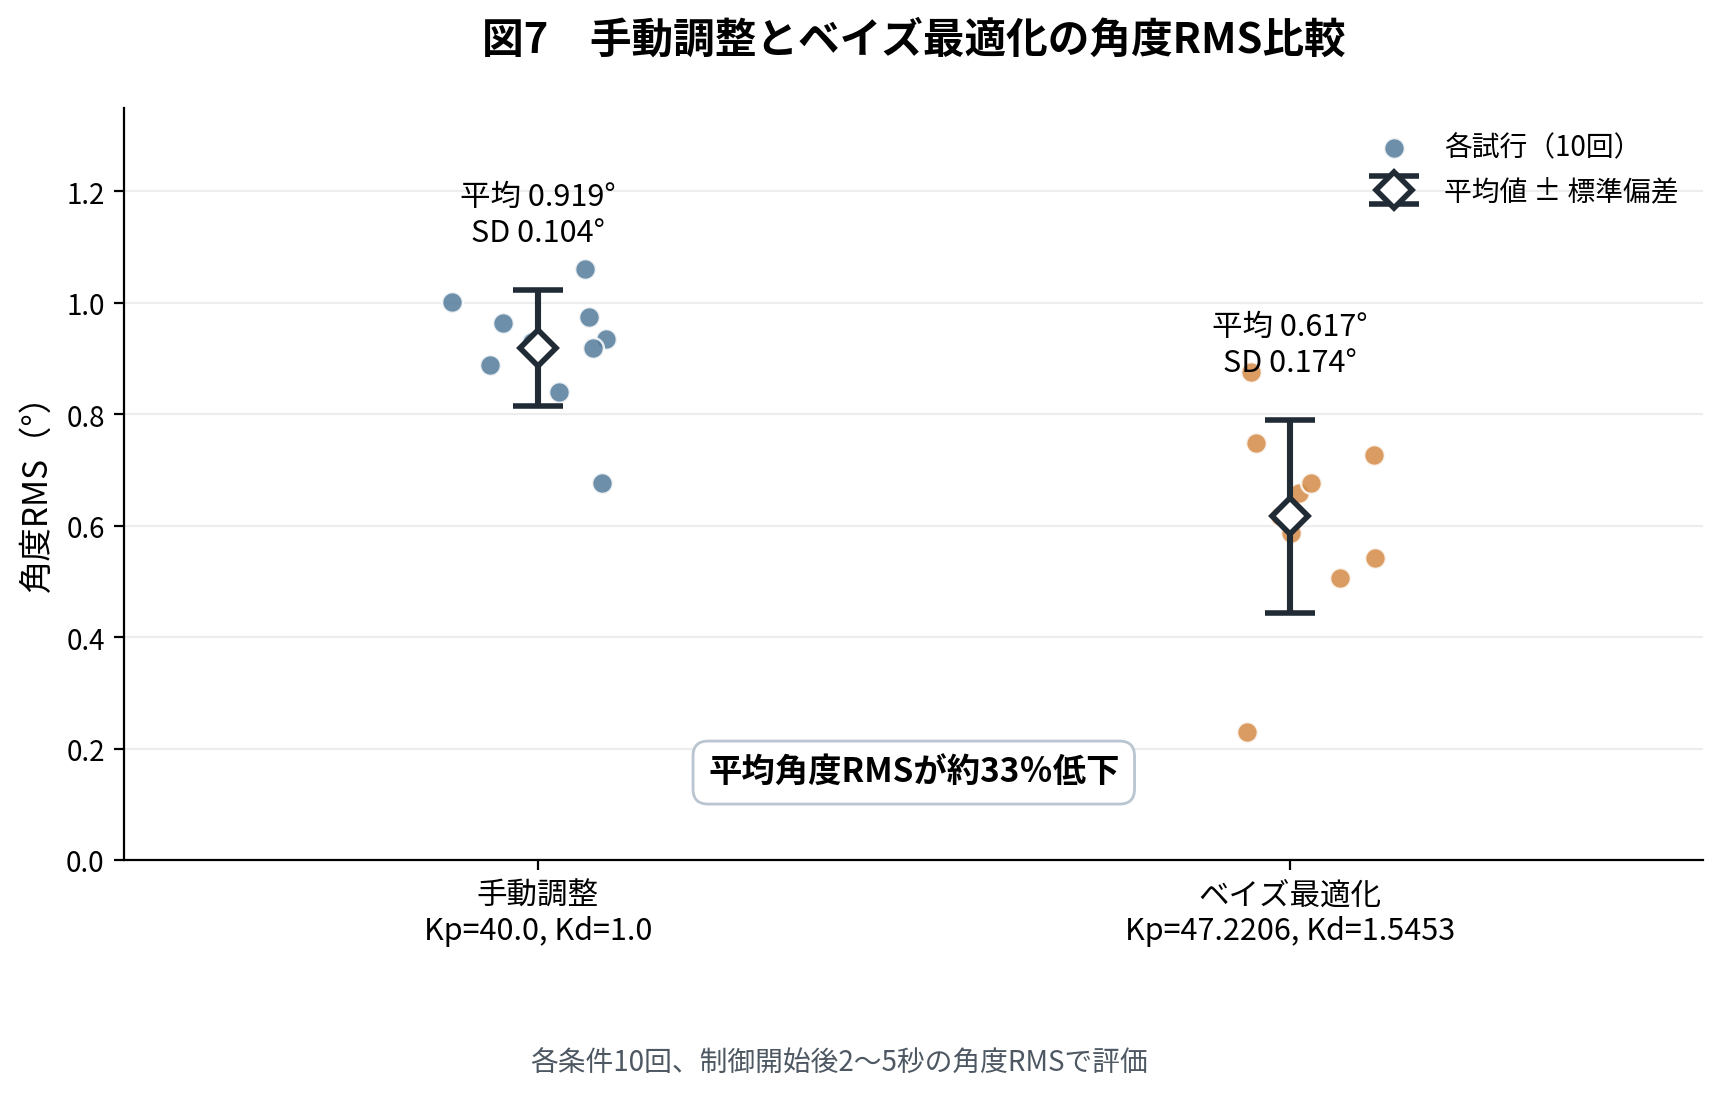 図7　手動調整とベイズ最適化の角度RMS比較
各試行（10回）
平均値 ± 標準偏差
平均 0.919°
SD 0.104°
平均 0.617°
SD 0.174°
角度RMS（°）
1.2
1.0
0.8
0.6
0.4
0.2
0.0
平均角度RMSが約33%低下
手動調整
Kp=40.0, Kd=1.0
ベイズ最適化
Kp=47.2206, Kd=1.5453
各条件10回、制御開始後2～5秒の角度RMSで評価